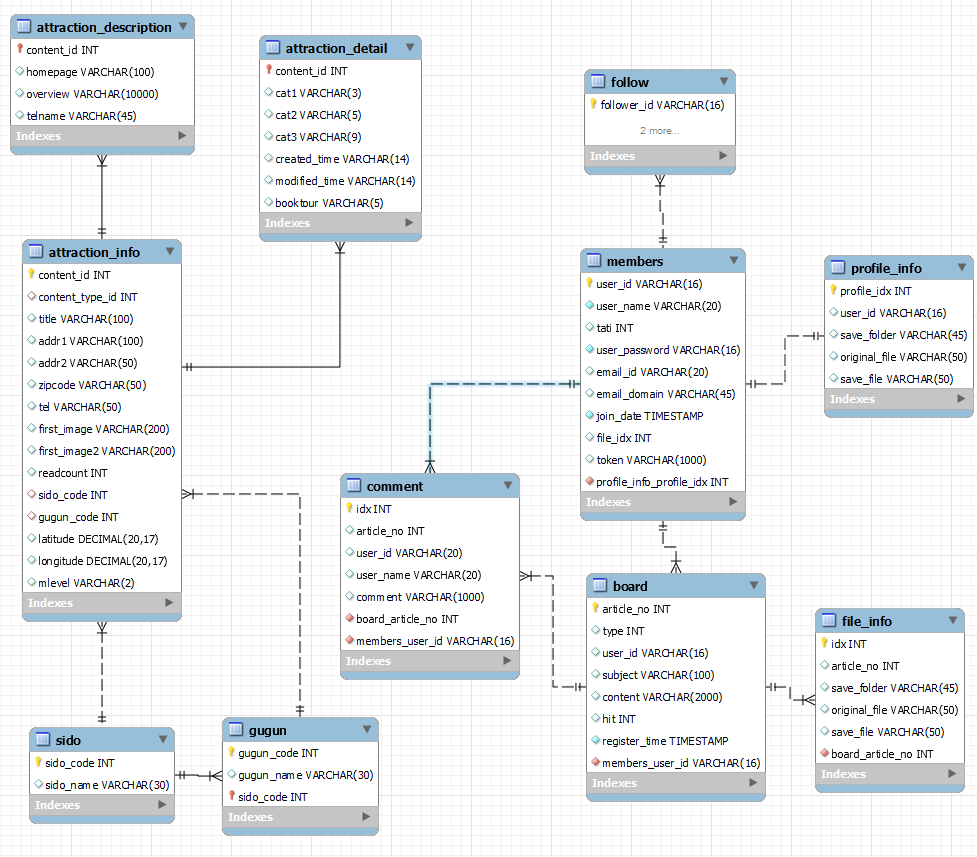 attraction_description
content_id INT
homepage VARCHAR(100)
overview VARCHAR(10000)
telname VARCHAR(45)
Indexes
attraction_detail
content_id INT
cat1 VARCHAR(3)
cat2 VARCHAR(5)
cat3 VARCHAR(9)
created_time VARCHAR(14)
modified_time VARCHAR(14)
booktour VARCHAR(5)
Indexes
follow
follower_id VARCHAR(16)
2 more...
Indexes
attraction_info
content_id INT
content_type_id INT
title VARCHAR(100)
addr1 VARCHAR(100)
addr2 VARCHAR(50)
zipcode VARCHAR(50)
tel VARCHAR(50)
first_image VARCHAR(200)
first_image2 VARCHAR(200)
readcount INT
sido_code INT
gugun_code INT
latitude DECIMAL(20,17)
longitude DECIMAL(20,17)
mlevel VARCHAR(2)
Indexes
members
user_id VARCHAR(16)
user_name VARCHAR(20)
tati INT
user_password VARCHAR(16)
email_id VARCHAR(20)
email_domain VARCHAR(45)
join_date TIMESTAMP
file_idx INT
token VARCHAR(1000)
profile_info_profile_idx INT
Indexes
profile_info
profile_idx INT
user_id VARCHAR(16)
save_folder VARCHAR(45)
original_file VARCHAR(50)
save_file VARCHAR(50)
Indexes
comment
idx INT
article_no INT
user_id VARCHAR(20)
user_name VARCHAR(20)
comment VARCHAR(1000)
board_article_no INT
members_user_id VARCHAR(16)
Indexes
board
article_no INT
type INT
user_id VARCHAR(16)
subject VARCHAR(100)
content VARCHAR(2000)
hit INT
register_time TIMESTAMP
members_user_id VARCHAR(16)
Indexes
file_info
idx INT
article_no INT
save_folder VARCHAR(45)
original_file VARCHAR(50)
save_file VARCHAR(50)
board_article_no INT
Indexes
sido
sido_code INT
sido_name VARCHAR(30)
Indexes
gugun
gugun_code INT
gugun_name VARCHAR(30)
sido_code INT
Indexes